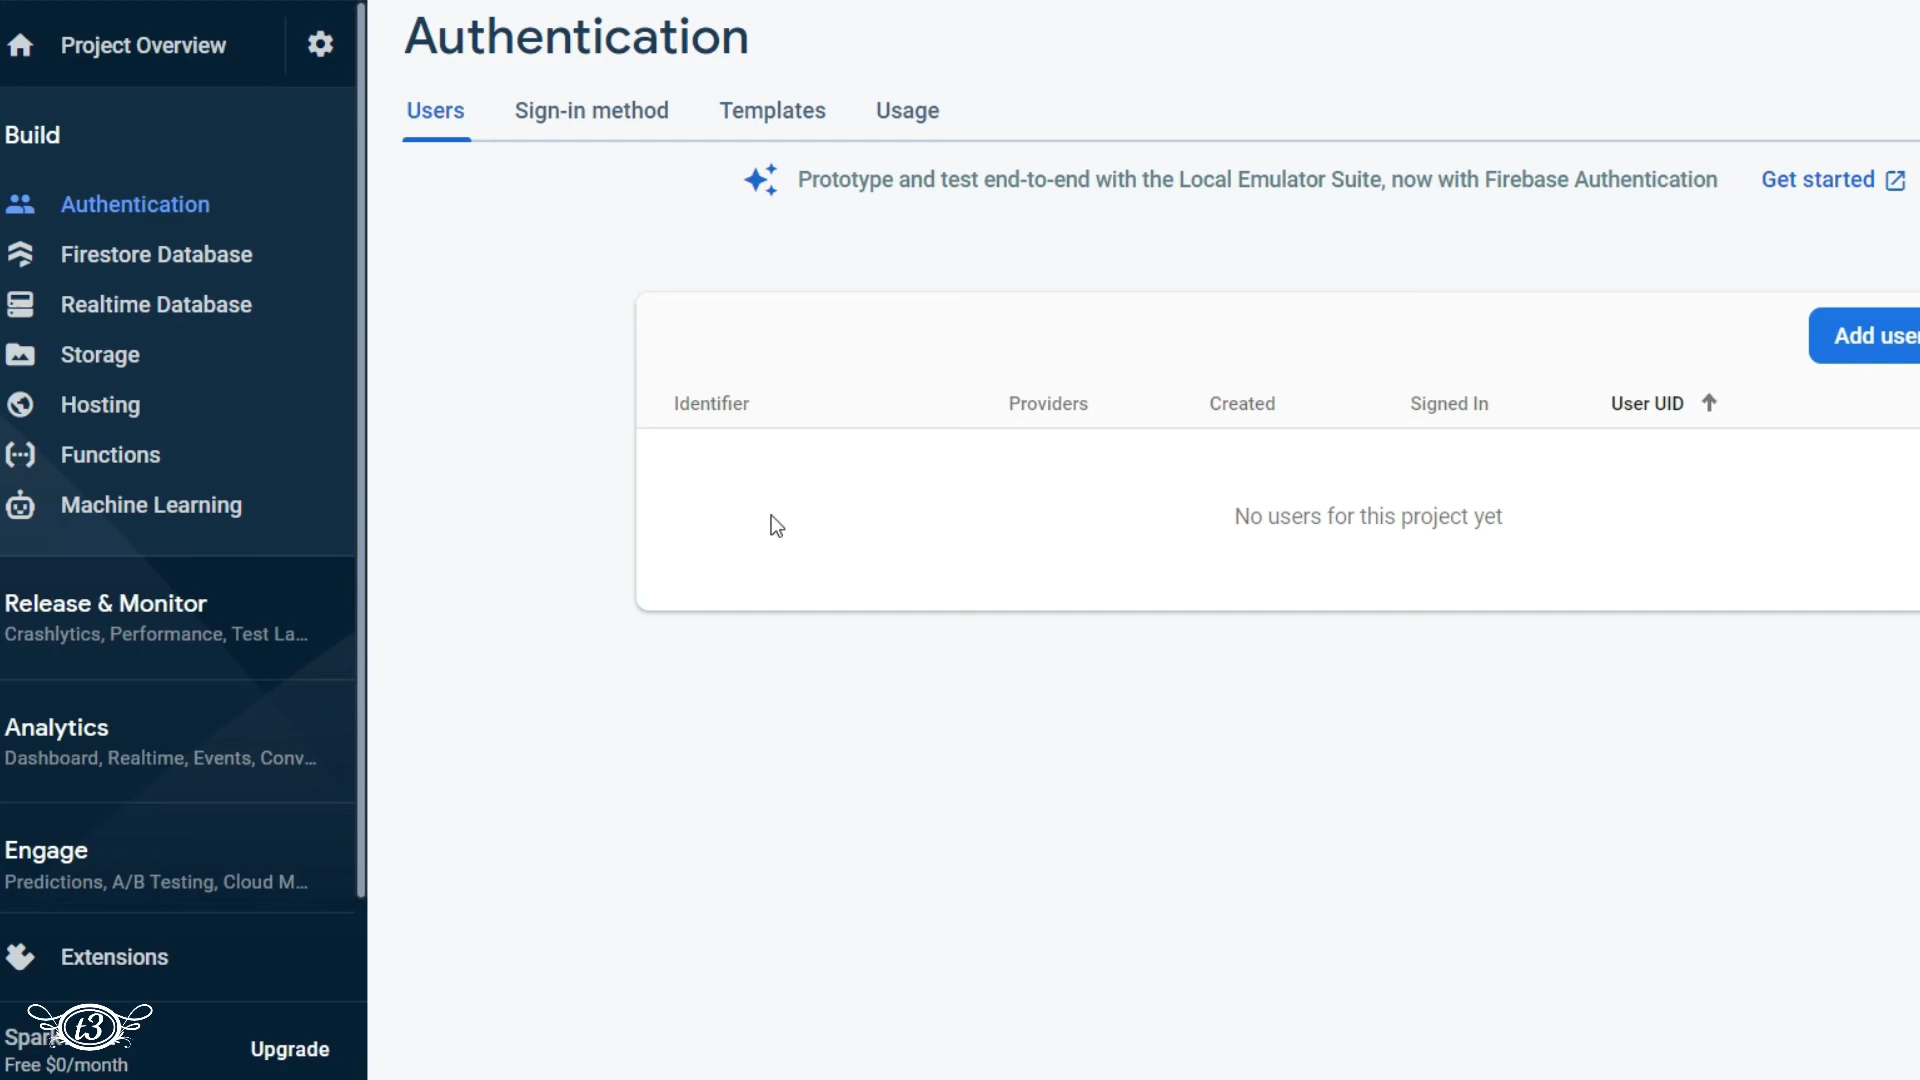 Project Overview
Build
Authentication
Firestore Database
Realtime Database
Storage
Hosting
Functions
Machine Learning
Release & Monitor
Crashlytics, Performance, Test La...
Analytics
Dashboard, Realtime, Events, Conv...
Engage
Predictions, A/B Testing, Cloud M...
Extensions
Spark
t3
Free $0/month
Upgrade
Authentication
Users Sign-in method Templates Usage
Prototype and test end-to-end with the Local Emulator Suite, now with Firebase Authentication Get started
Add user
Identifier Providers Created Signed In User UID
No users for this project yet